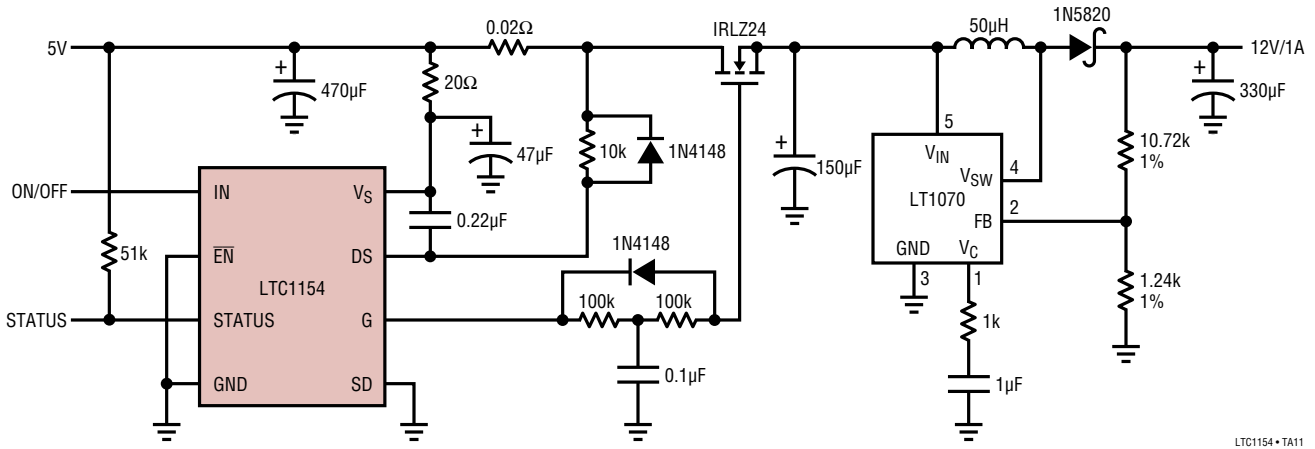 0.02Ω
IRLZ24
50µH
1N5820
5V
12V/1A
+
470µF
20Ω
+
47µF
10k
1N4148
+
150µF
+
330µF
5
VIN
VSW
4
LT1070
FB
2
GND
VC
3
1
10.72k
1%
1.24k
1%
1k
1µF
ON/OFF
IN
VS
0.22µF
51k
EN
DS
LTC1154
1N4148
100k
100k
STATUS
STATUS
G
0.1µF
GND
SD
LTC1154 • TA11